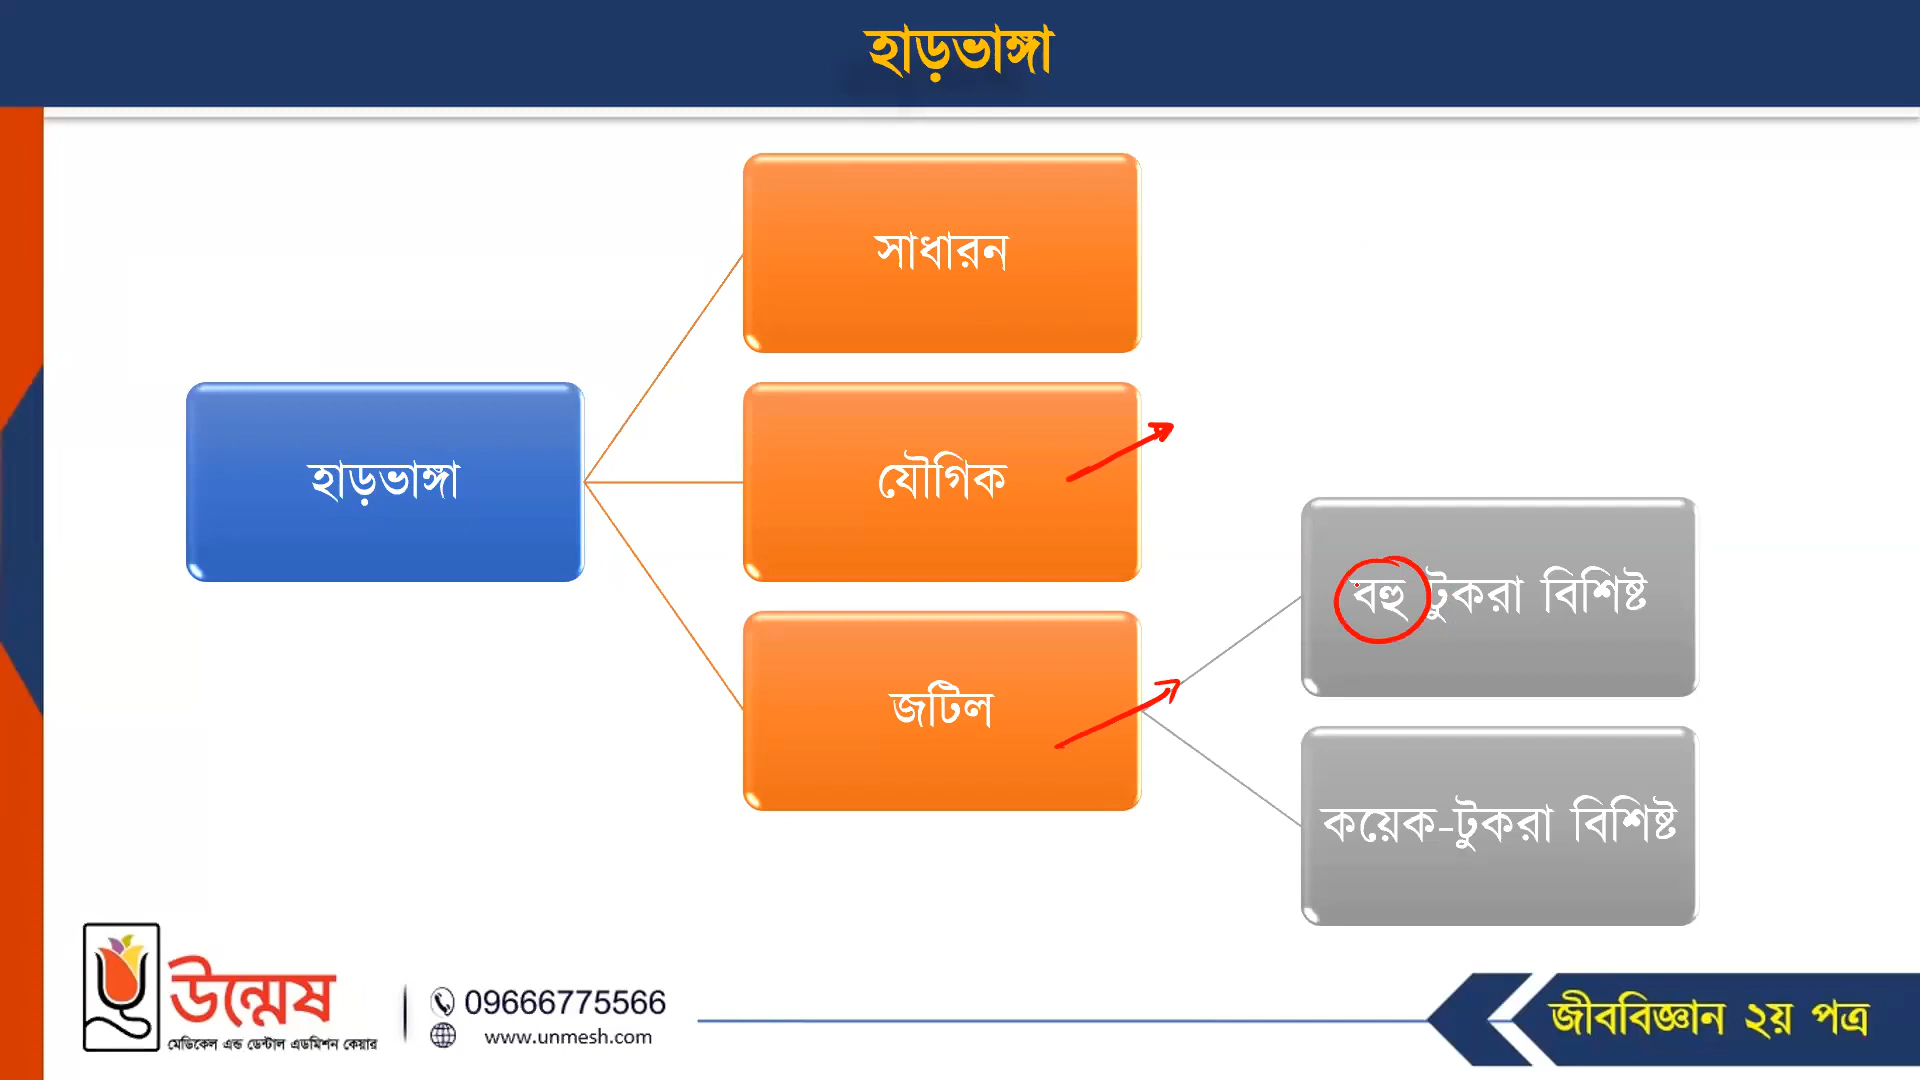 হাড়ভাঙ্গা
সাধারন
হাড়ভাঙ্গা
যৌগিক
জটিল
বহু টুকরা বিশিষ্ট
কয়েক-টুকরা বিশিষ্ট
উন্মেষ
মেডিকেল এন্ড ডেন্টাল এডমিশন কেয়ার
09666775566
www.unmesh.com
জীববিজ্ঞান ২য় পত্র